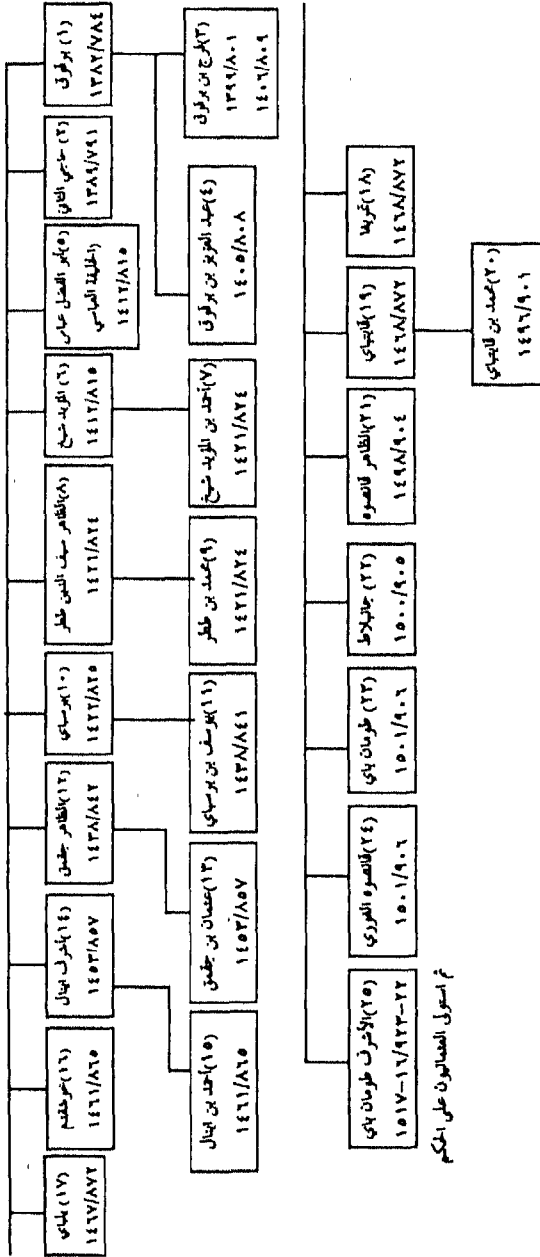 (١) برقوق
١٣٨٢/٧٨٤
(٢) حاجي الثاني
١٣٨٩/٧٩١
(٣) فرج بن برقوق
١٣٩٩/٨٠١
١٤٠٦/٨٠٩
(٤) عبد العزيز بن برقوق
١٤٠٥/٨٠٨
(٥) أبو الفضل عباس
الخليفة العباسي
١٤١٢/٨١٥
(٦) المؤيد شيخ
١٤١٢/٨١٥
(٧) أحمد بن المؤيد شيخ
١٤٢١/٨٢٤
(٨) الظاهر سيف الدين ططر
١٤٢١/٨٢٤
(٩) محمد بن ططر
١٤٢١/٨٢٤
(١٠) برسباي
١٤٢٢/٨٢٥
(١١) يوسف بن برسباي
١٤٣٨/٨٤١
(١٢) الظاهر جقمق
١٤٣٨/٨٤٢
(١٣) عثمان بن جقمق
١٤٥٣/٨٥٧
(١٤) أشرف اينال
١٤٥٣/٨٥٧
(١٥) أحمد بن اينال
١٤٦١/٨٦٥
(١٦) خوشقدم
١٤٦١/٨٦٥
(١٧) يلباي
١٤٦٧/٨٧٢
(١٨) تمربغا
١٤٦٨/٨٧٢
(١٩) قايتباي
١٤٦٨/٨٧٢
(٢٠) محمد بن قايتباي
١٤٩٦/٩٠١
(٢١) الظاهر قانصوه
١٤٩٨/٩٠٤
(٢٢) جانبلاط
١٥٠٠/٩٠٥
(٢٣) طومان باي
١٥٠١/٩٠٦
(٢٤) قانصوه الغوري
١٥٠١/٩٠٦
(٢٥) الأشرف طومان باي
١٥١٧-١٦/٩٢٣-٢٢
ثم استولى العثمانيون على الحكم